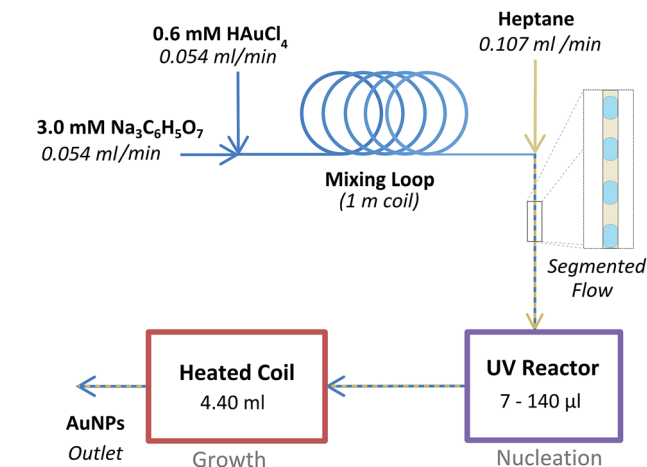 0.6 mM HAuCl₄
0.054 ml/min
Heptane
0.107 ml /min
3.0 mM Na₃C₆H₅O₇
0.054 ml/min
Mixing Loop
(1 m coil)
Segmented
Flow
Heated Coil
4.40 ml
UV Reactor
7 - 140 µl
AuNPs
Outlet
Growth
Nucleation